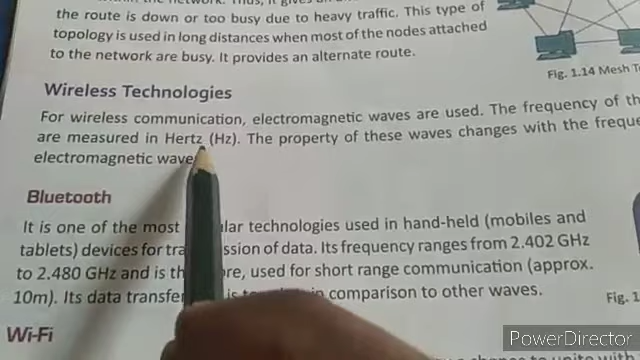 the route is down or too busy due to heavy traffic. This type of
topology is used in long distances when most of the nodes attached
to the network are busy. It provides an alternate route.
Fig. 1.14 Mesh T
Wireless Technologies
For wireless communication, electromagnetic waves are used. The frequency of th
are measured in Hertz (Hz). The property of these waves changes with the freque
electromagnetic wave
Bluetooth
It is one of the most lar technologies used in hand-held (mobiles and
tablets) devices for tra ssion of data. Its frequency ranges from 2.402 GHz
to 2.480 GHz and is th re, used for short range communication (approx.
10m). Its data transfer is in comparison to other waves.
Fig. 1
Wi-Fi
PowerDirector